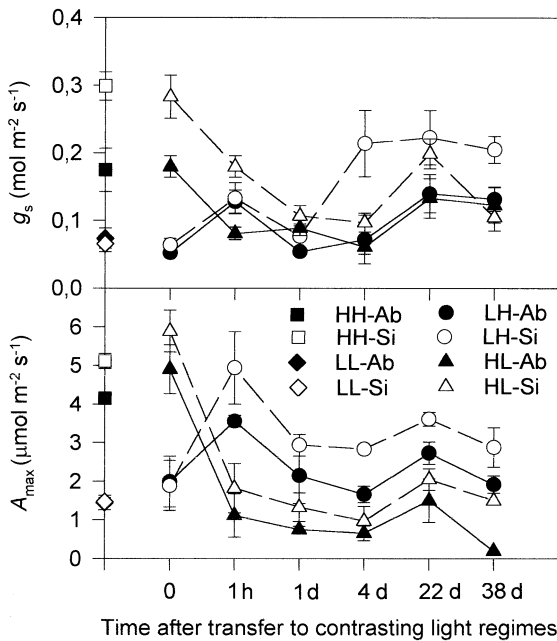 0,4
0,3
0,2
0,1
0,0
gs (mol m-2 s-1)
HH-Ab
HH-Si
LL-Ab
LL-Si
LH-Ab
LH-Si
HL-Ab
HL-Si
6
5
4
3
2
1
0
Amax (µmol m-2 s-1)
0 1 h 1 d 4 d 22 d 38 d
Time after transfer to contrasting light regimes